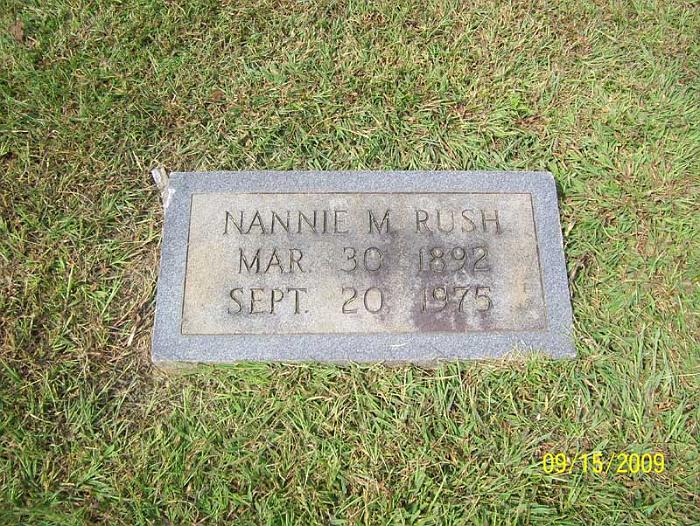 NANNIE M. RUSH
MAR. 30 1892
SEPT. 20 1975
09/15/2009